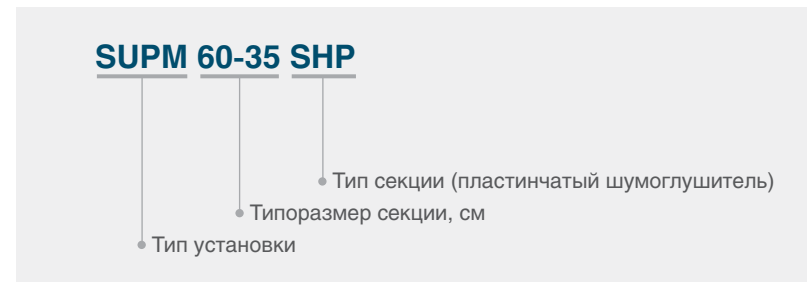 SUPM 60-35 SHP
Тип секции (пластинчатый шумоглушитель)
Типоразмер секции, см
Тип установки